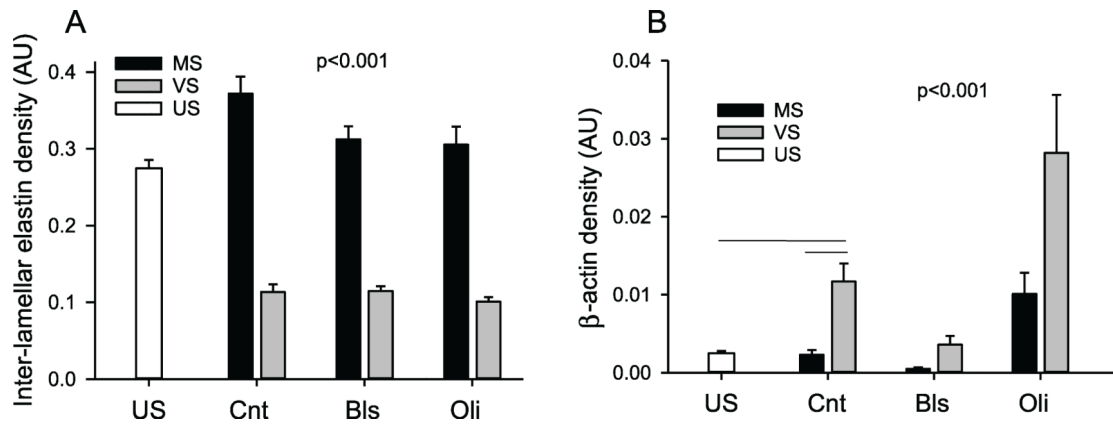 A
Inter-lamellar elastin density (AU)
0.4
0.3
0.2
0.1
0.0
MS
VS
US
p<0.001
US Cnt Bls Oli
B
β-actin density (AU)
0.04
0.03
0.02
0.01
0.00
MS
VS
US
p<0.001
US Cnt Bls Oli